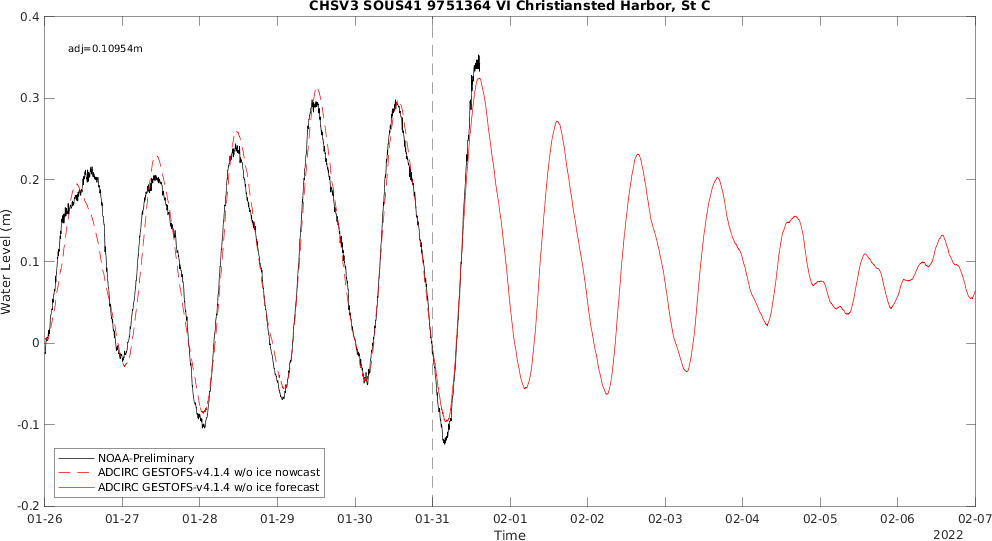 CHSV3 SOUS41 9751364 VI Christiansted Harbor, St C
0.4
adj=0.10954m
0.3
0.2
0.1
0
-0.1
-0.2
Water Level (m)
NOAA-Preliminary
ADCIRC GESTOFS-v4.1.4 w/o ice nowcast
ADCIRC GESTOFS-v4.1.4 w/o ice forecast
01-26 01-27 01-28 01-29 01-30 01-31 02-01 02-02 02-03 02-04 02-05 02-06 02-07
Time
2022